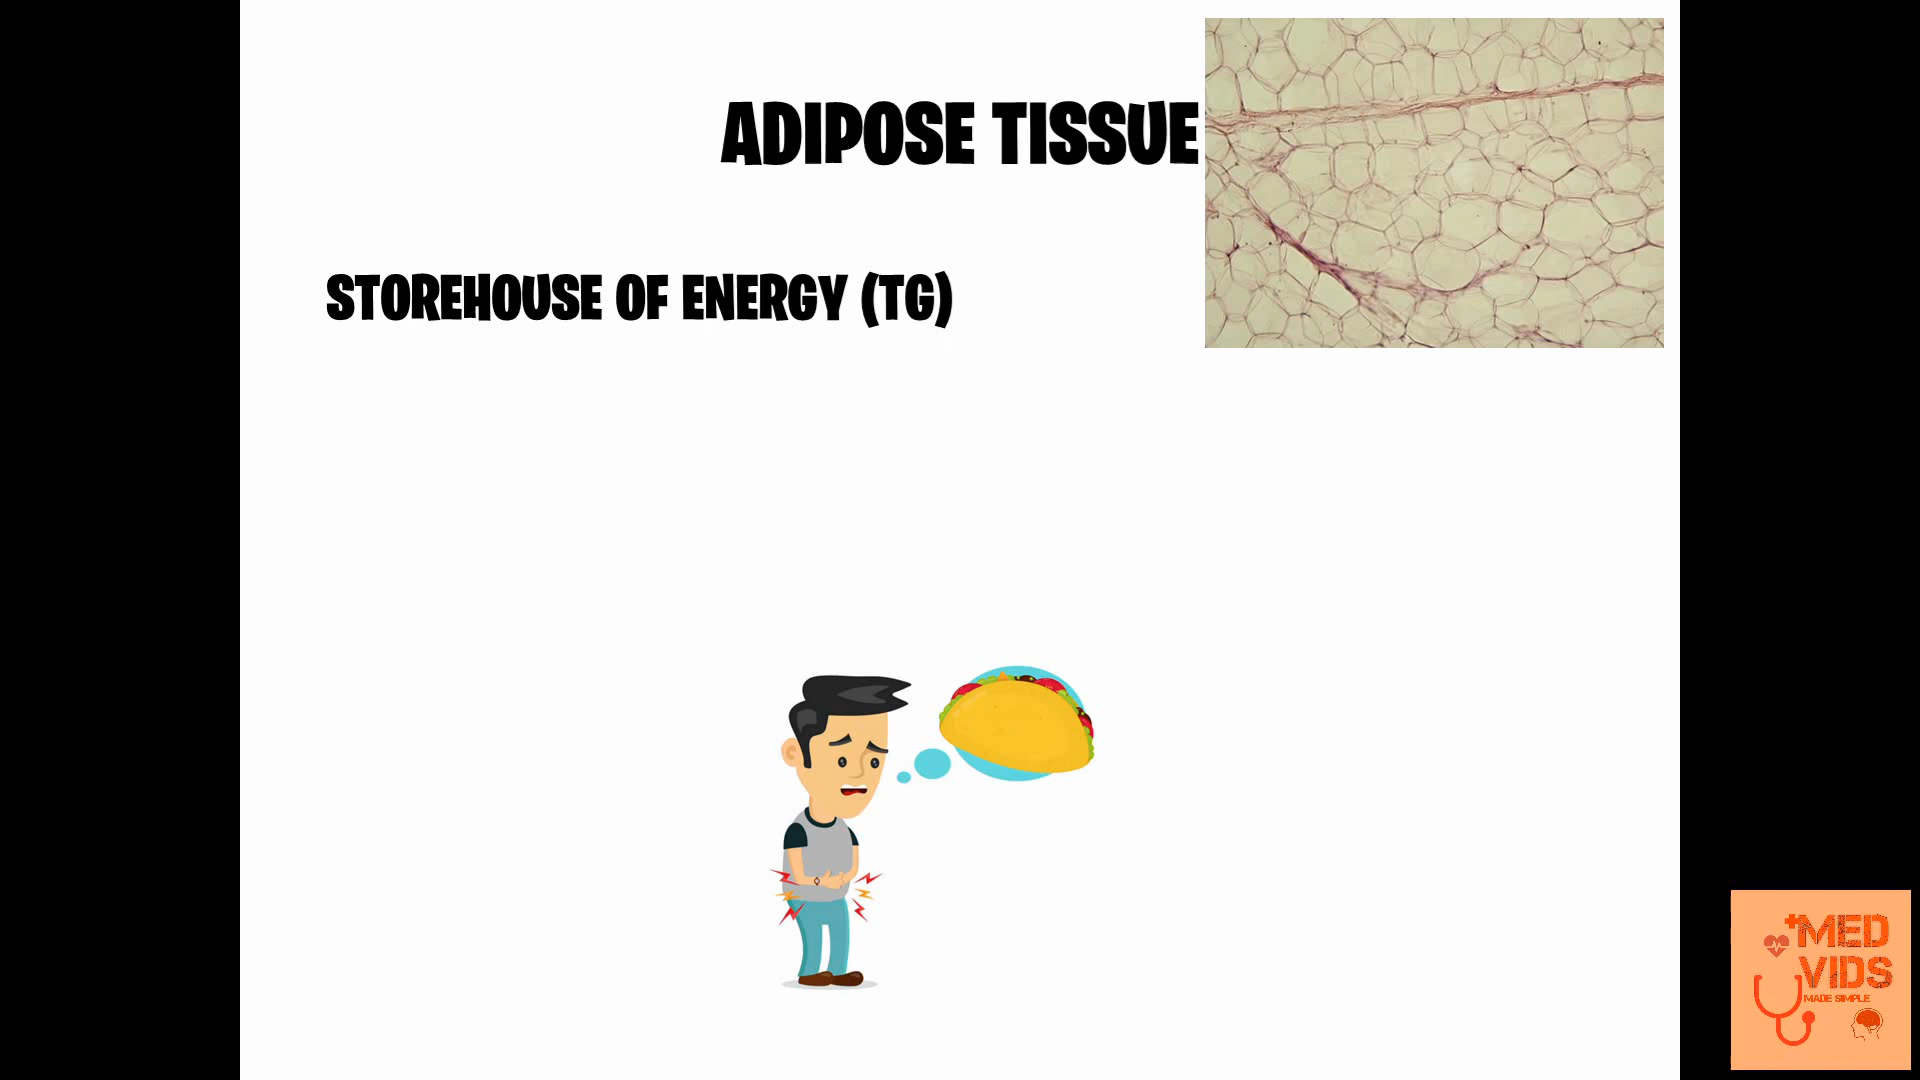 ADIPOSE TISSUE
STOREHOUSE OF ENERGY (TG)
MED
VIDS
MADE SIMPLE